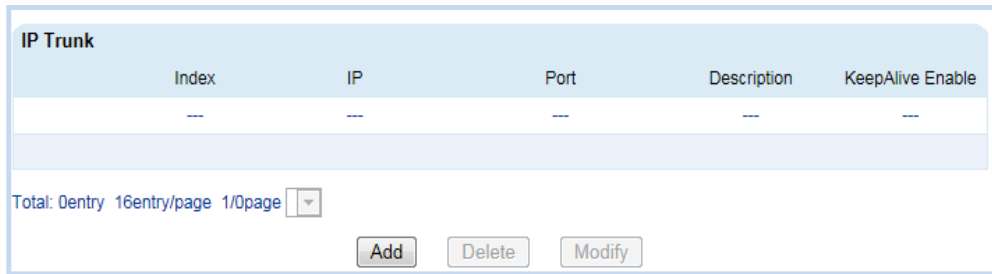 IP Trunk
Index IP Port Description KeepAlive Enable
--- --- --- --- ---
Total: 0entry 16entry/page 1/0page
Add Delete Modify